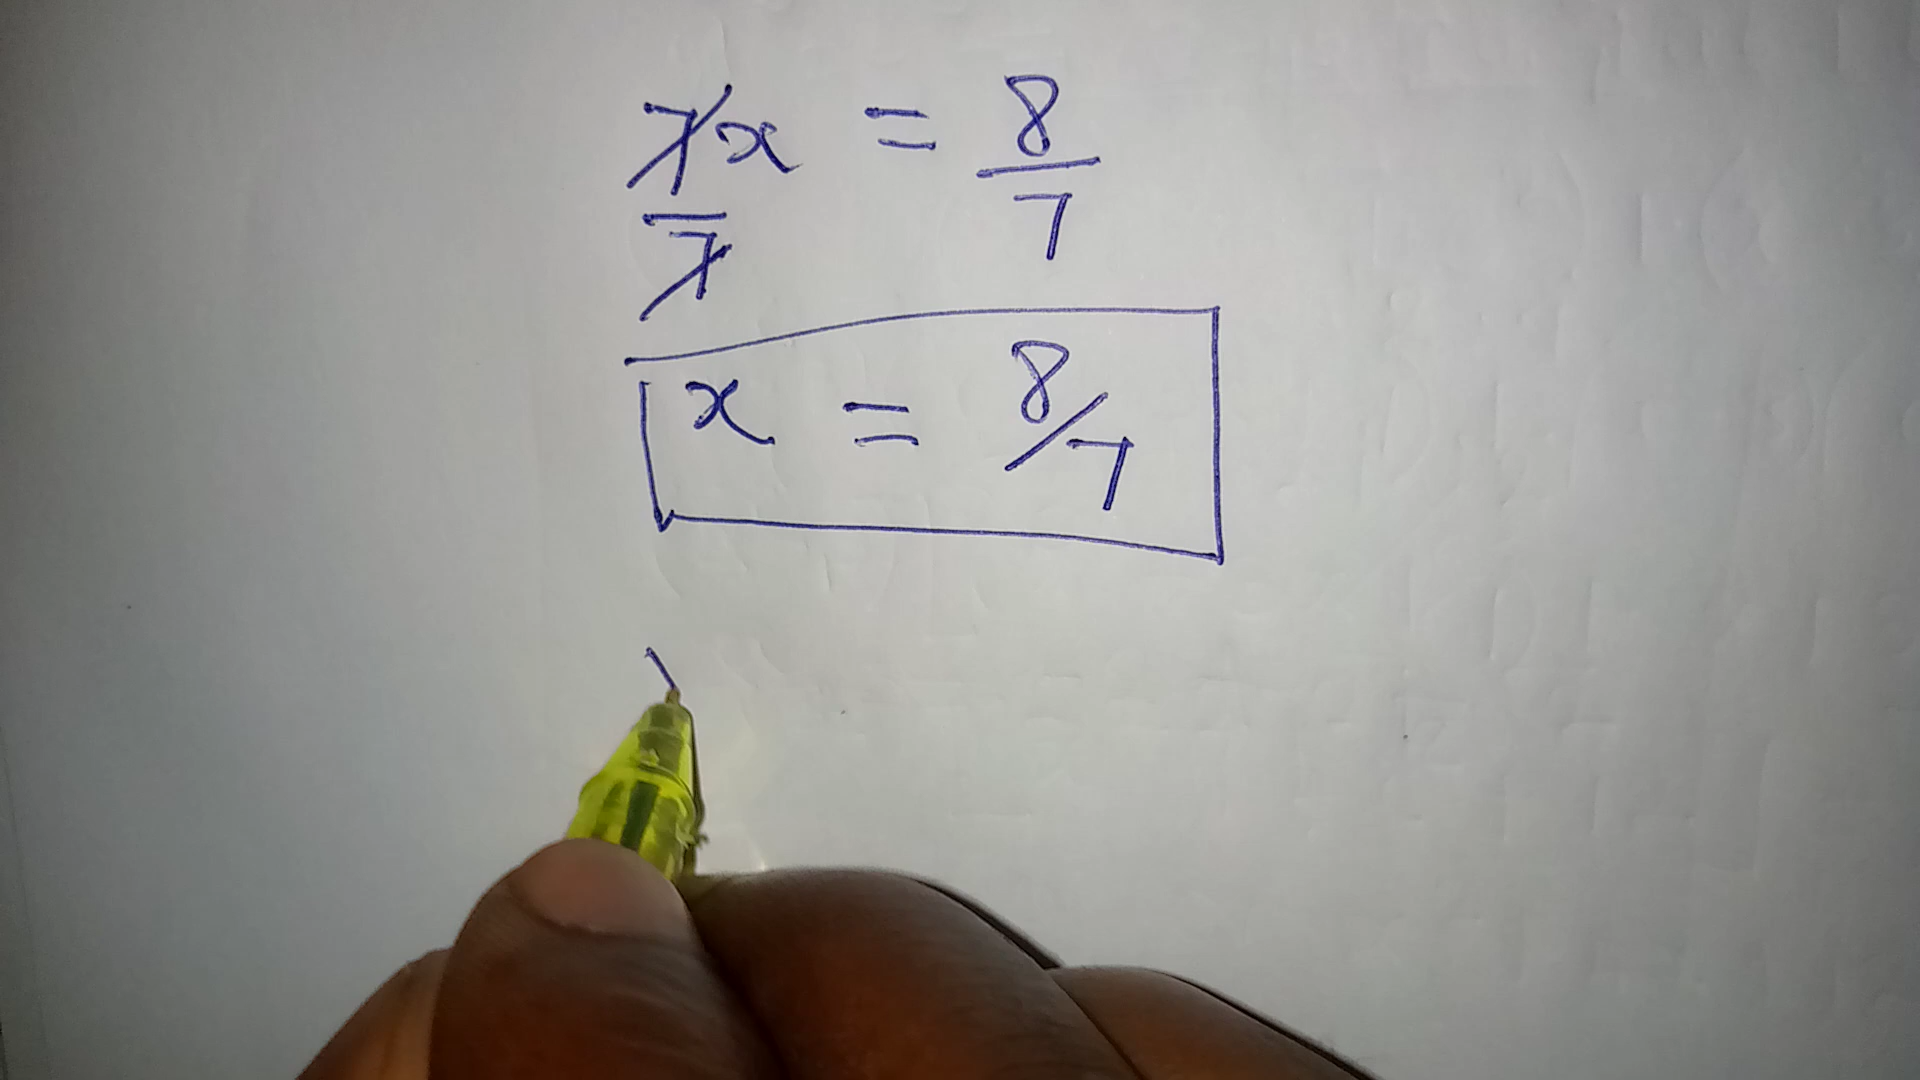 7x/7 = 8/7
x = 8/7